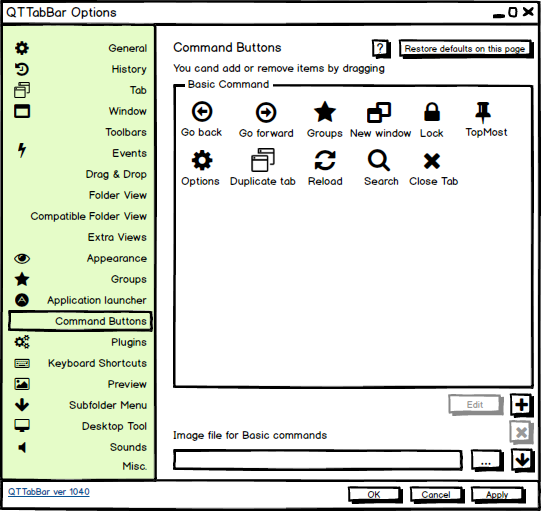 QTTabBar Options
General
History
Tab
Window
Toolbars
Events
Drag & Drop
Folder View
Compatible Folder View
Extra Views
Appearance
Groups
Application launcher
Command Buttons
Plugins
Keyboard Shortcuts
Preview
Subfolder Menu
Desktop Tool
Sounds
Misc.
Command Buttons
?
Restore defaults on this page
You cand add or remove items by dragging
Basic Command
Go back Go forward Groups New window Lock TopMost
Options Duplicate tab Reload Search Close Tab
Edit
Image file for Basic commands
...
QTTabBar ver 1040
OK Cancel Apply